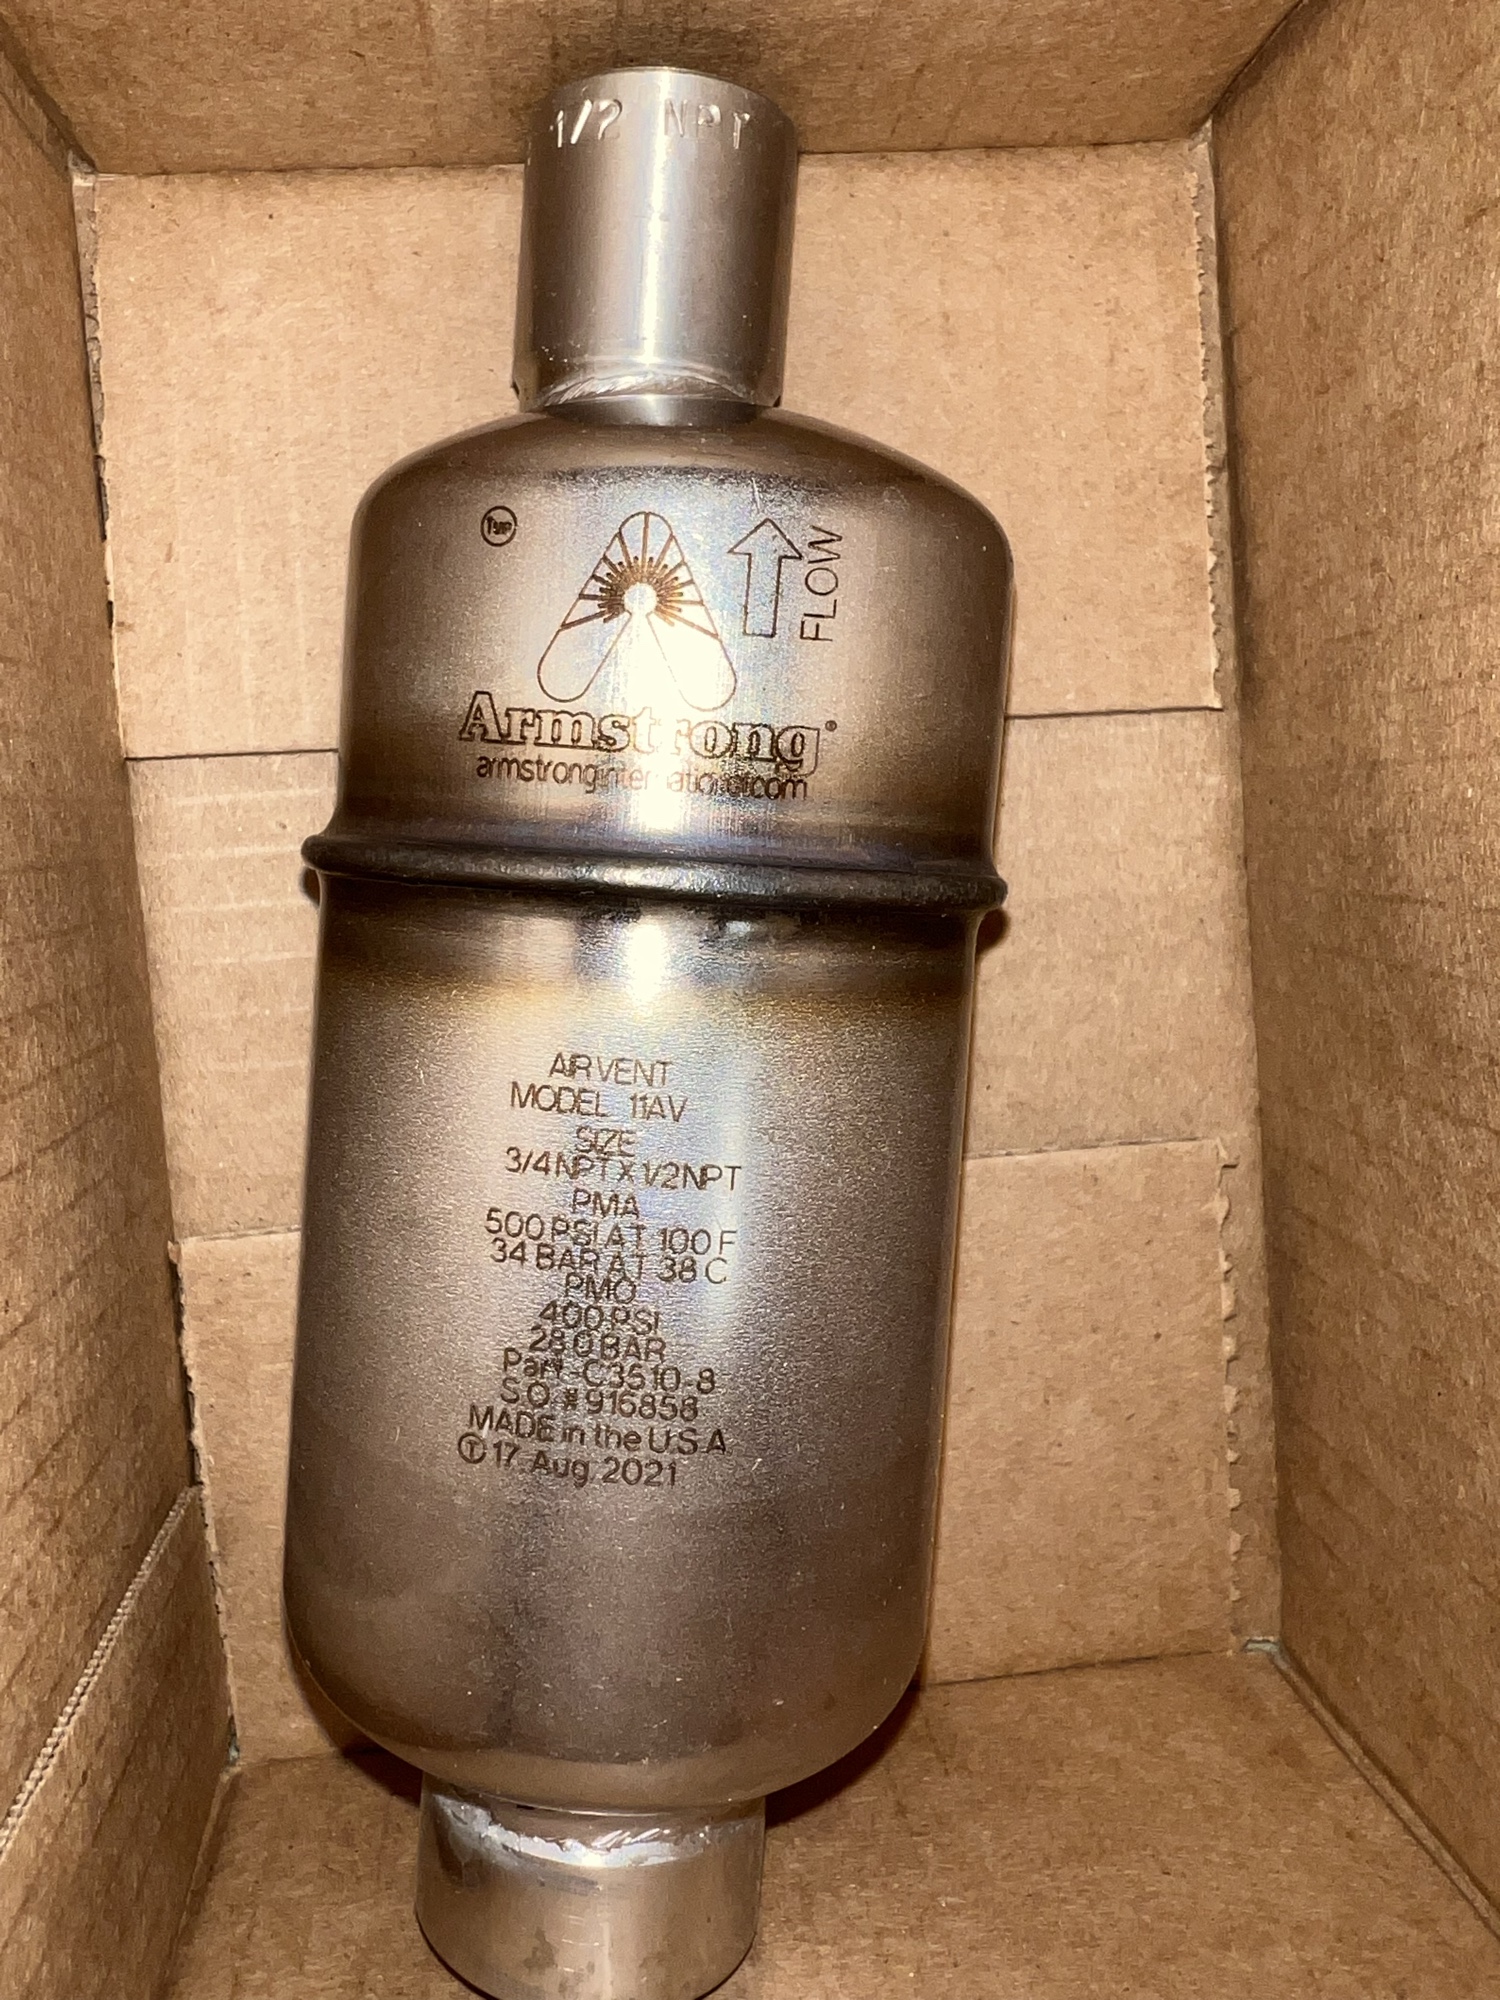 1/2 NPT
FLOW
Armstrong®
armstronginternational.com
AIR VENT
MODEL 11AV
SIZE
3/4 NPT X 1/2 NPT
PMA
500 PSI AT 100 F
34 BAR AT 38 C
PMO
400 PSI
28.0 BAR
Part-C3510-8
S.O # 916858
MADE in the U.S.A
Ⓣ 17. Aug. 2021